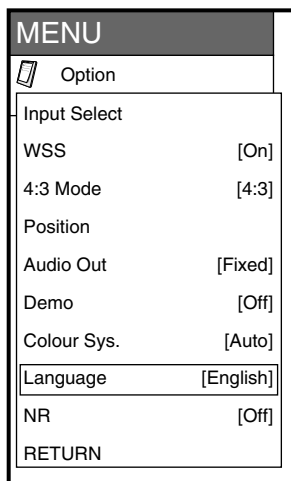 MENU
Option
Input Select
WSS [On]
4:3 Mode [4:3]
Position
Audio Out [Fixed]
Demo [Off]
Colour Sys. [Auto]
Language [English]
NR [Off]
RETURN